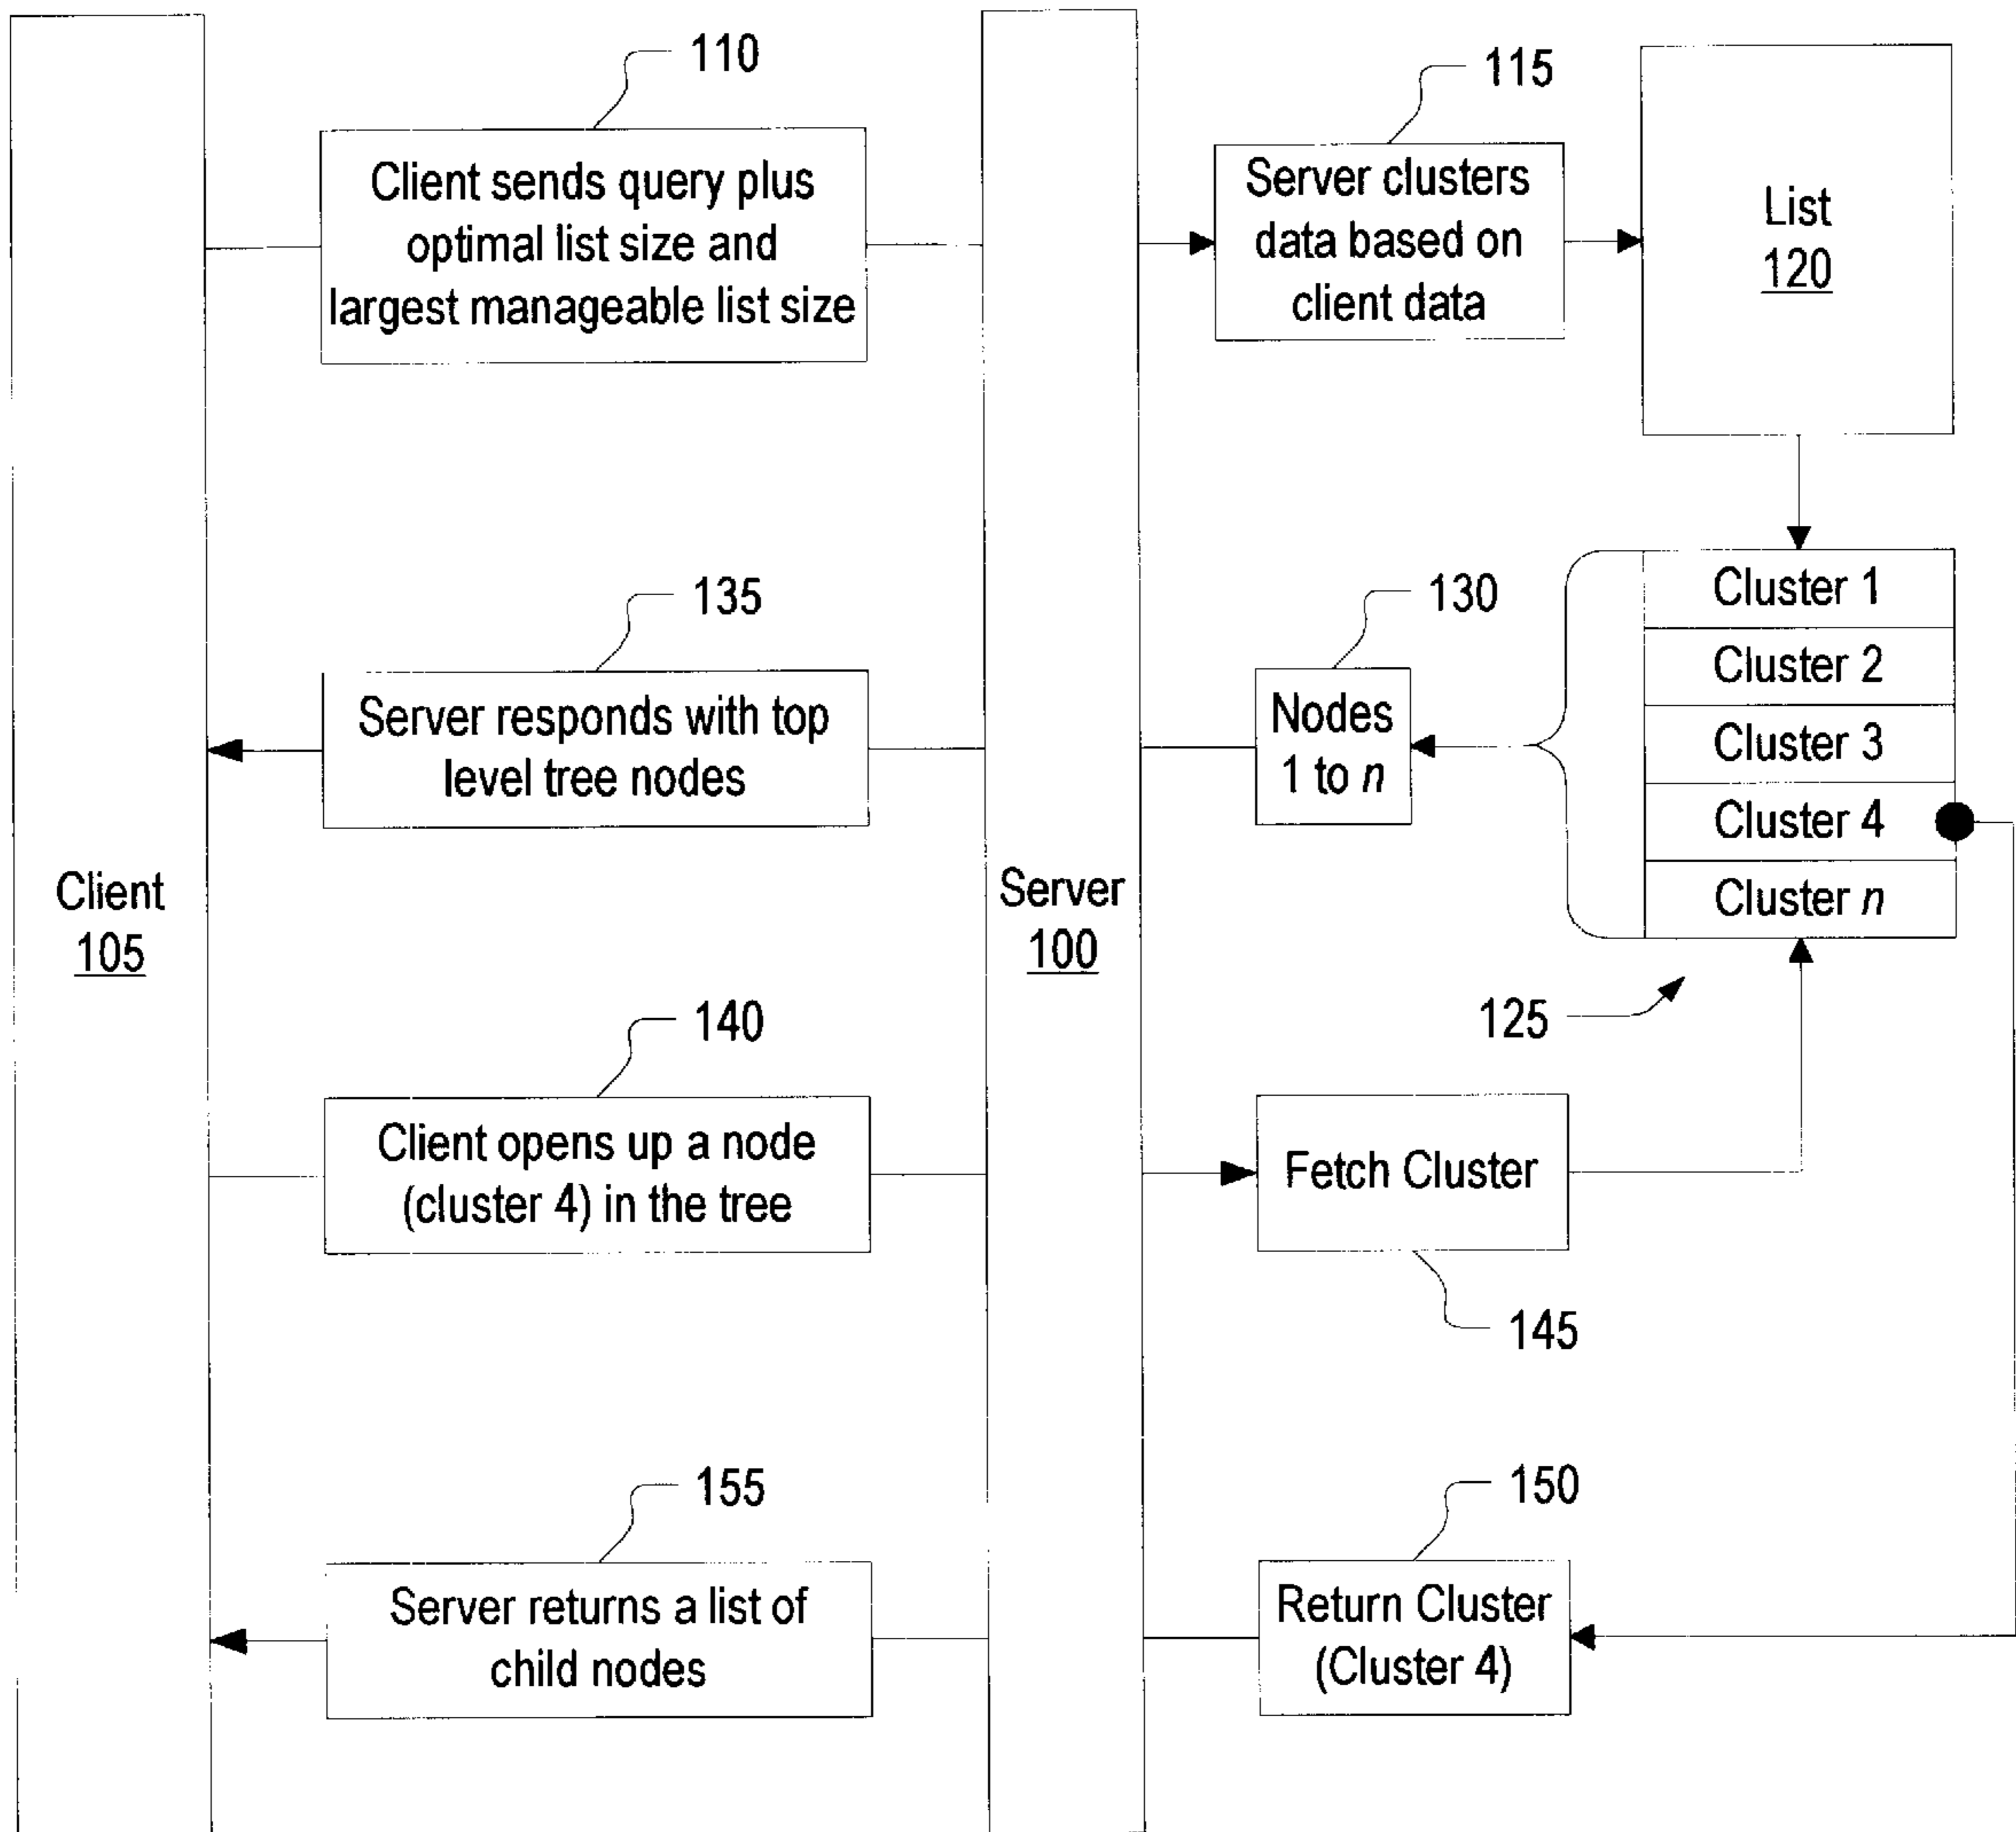 110
Client sends query plus
optimal list size and
largest manageable list size
115
Server clusters
data based on
client data
List
120
135
Server responds with top
level tree nodes
130
Nodes
1 to n
Cluster 1
Cluster 2
Cluster 3
Cluster 4
Cluster n
125
Client
105
Server
100
140
Client opens up a node
(cluster 4) in the tree
Fetch Cluster
145
155
Server returns a list of
child nodes
150
Return Cluster
(Cluster 4)